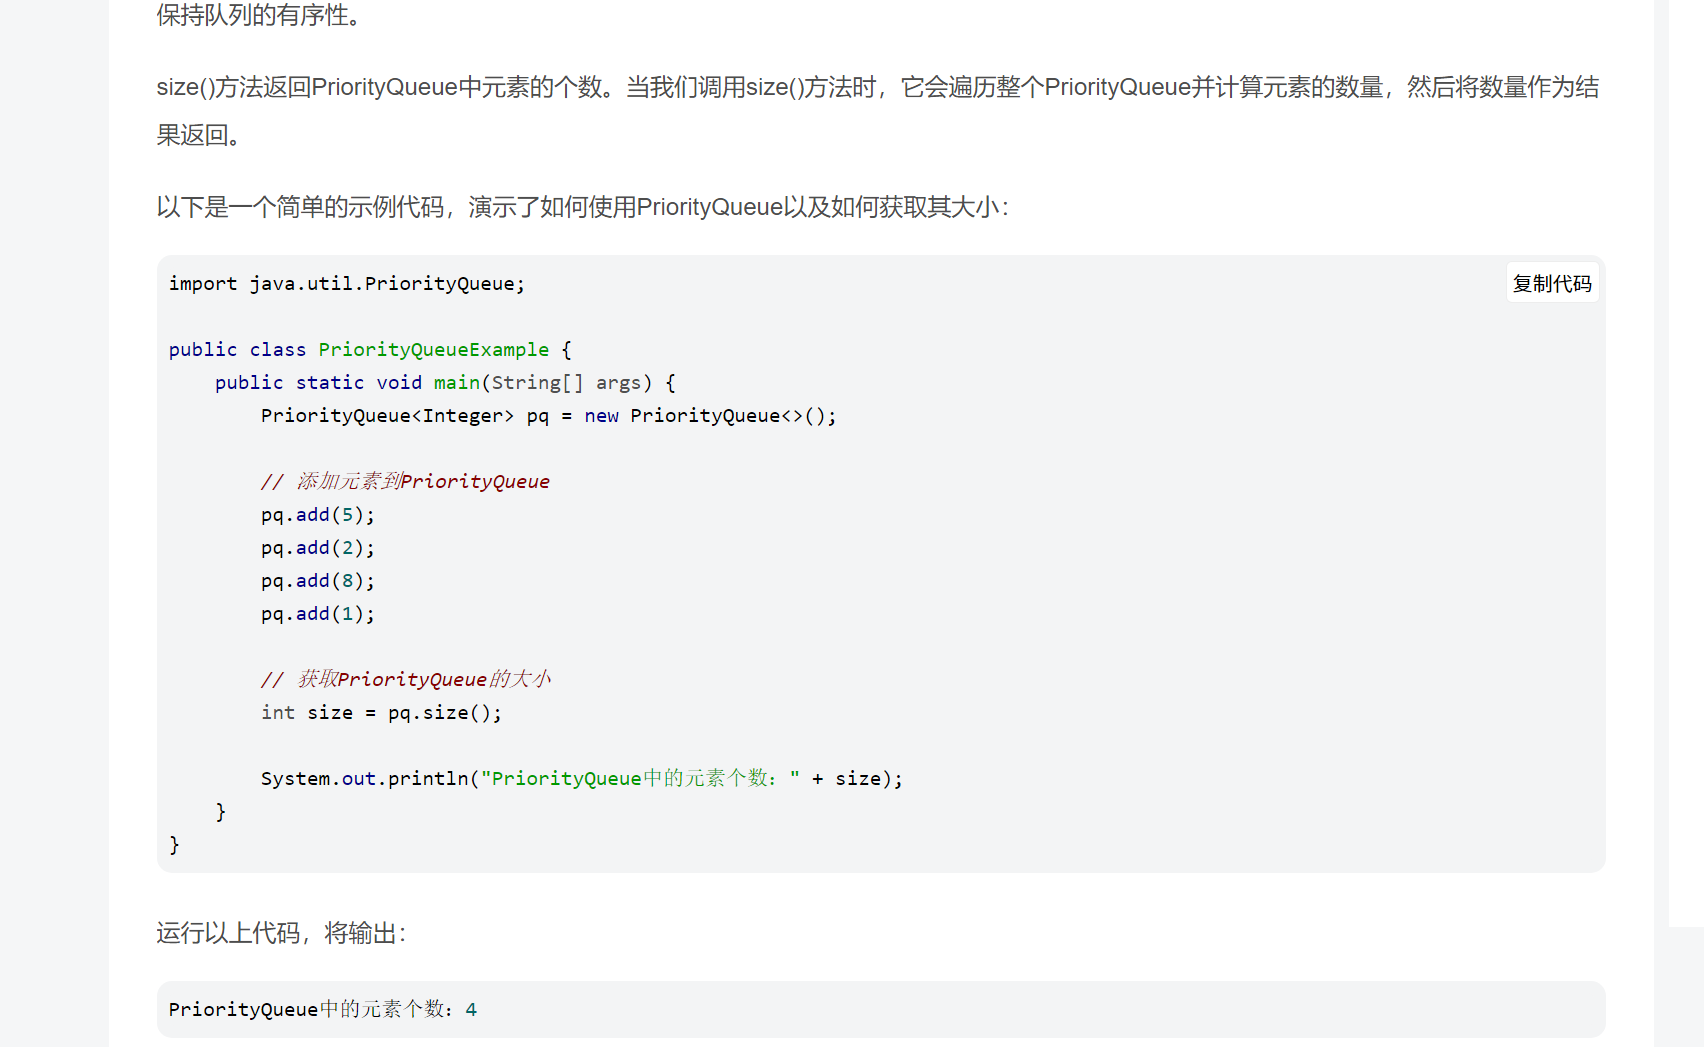 保持队列的有序性。
size()方法返回PriorityQueue中元素的个数。当我们调用size()方法时，它会遍历整个PriorityQueue并计算元素的数量，然后将数量作为结
果返回。
以下是一个简单的示例代码，演示了如何使用PriorityQueue以及如何获取其大小：
复制代码
import java.util.PriorityQueue;
public class PriorityQueueExample {
    public static void main(String[] args) {
        PriorityQueue<Integer> pq = new PriorityQueue<>();
        // 添加元素到PriorityQueue
        pq.add(5);
        pq.add(2);
        pq.add(8);
        pq.add(1);
        // 获取PriorityQueue的大小
        int size = pq.size();
        System.out.println("PriorityQueue中的元素个数：" + size);
    }
}
运行以上代码，将输出：
PriorityQueue中的元素个数：4